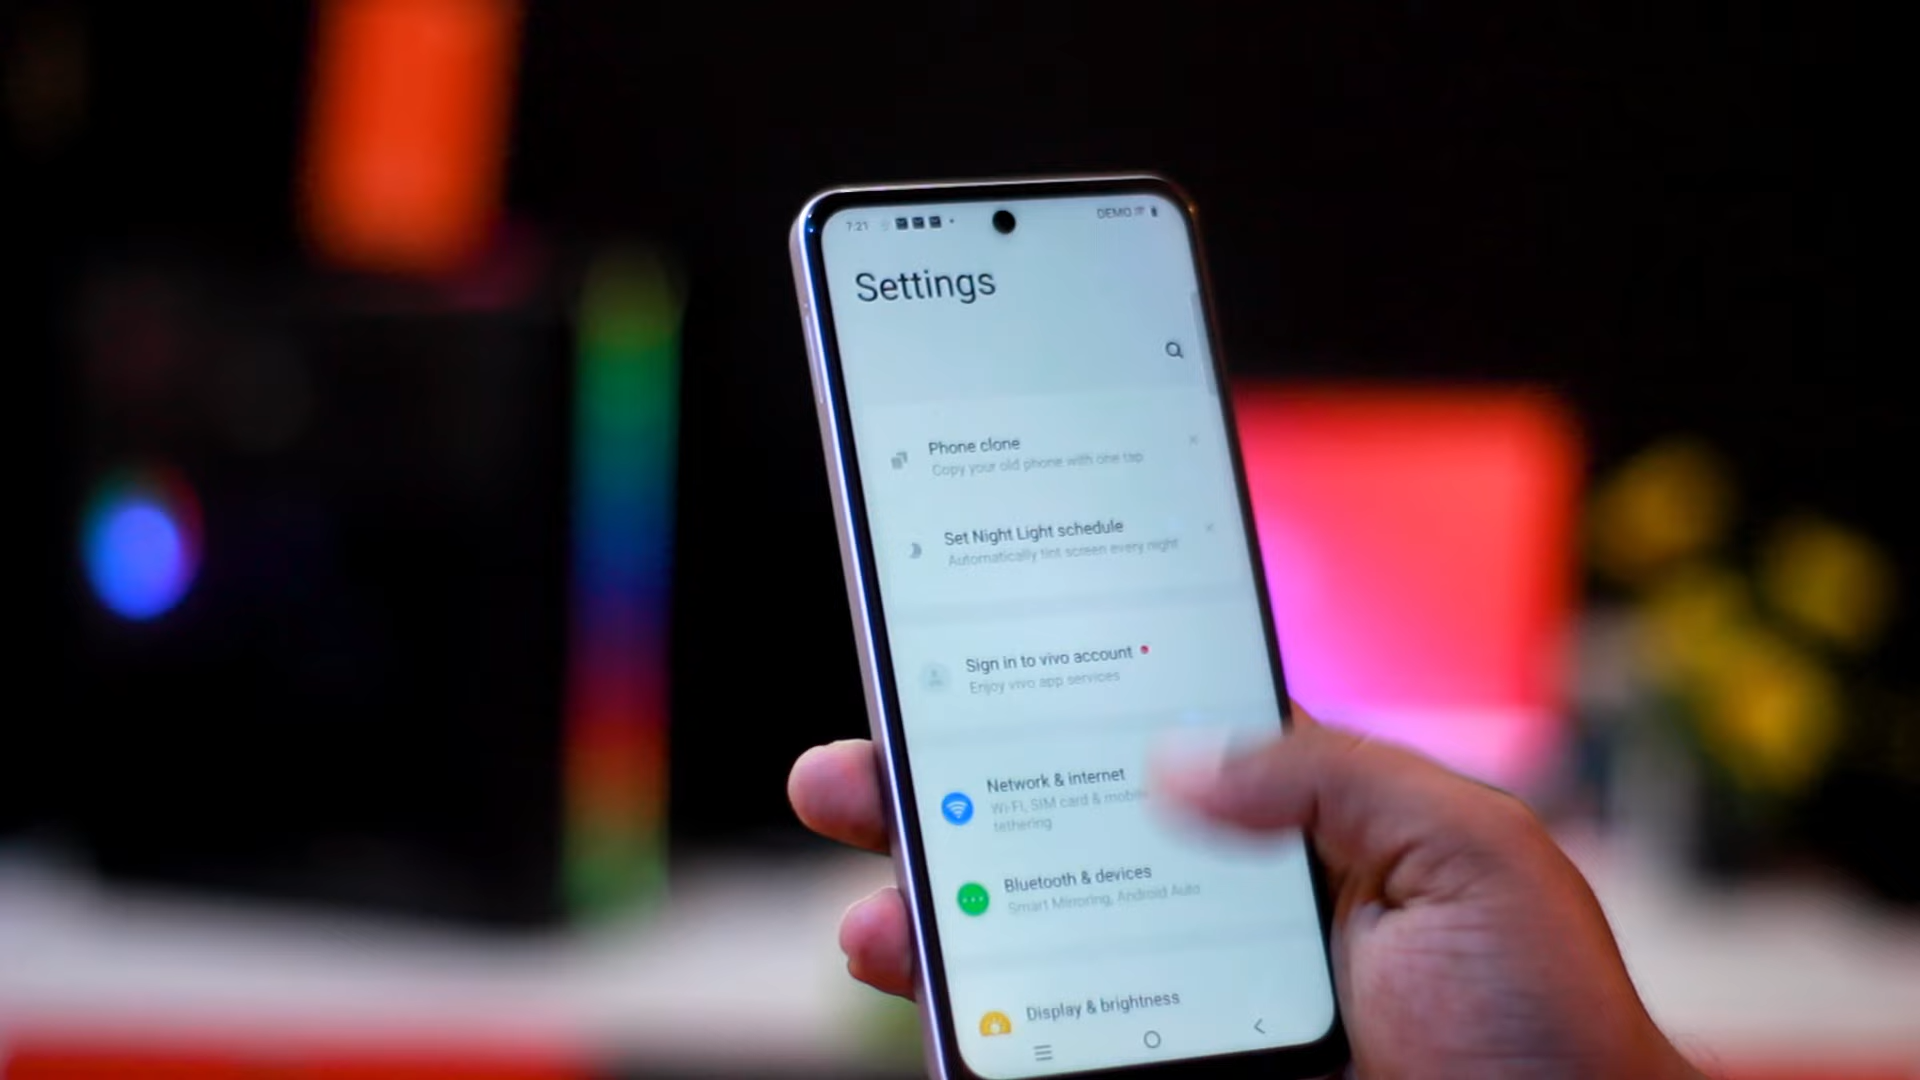 7:21
DEMO
Settings
Phone clone
Copy your old phone with one tap
Set Night Light schedule
Automatically tint screen every night
Sign in to vivo account
Enjoy vivo app services
Network & internet
Wi-Fi, SIM card & mobile
tethering
Bluetooth & devices
Smart Mirroring, Android Auto
Display & brightness